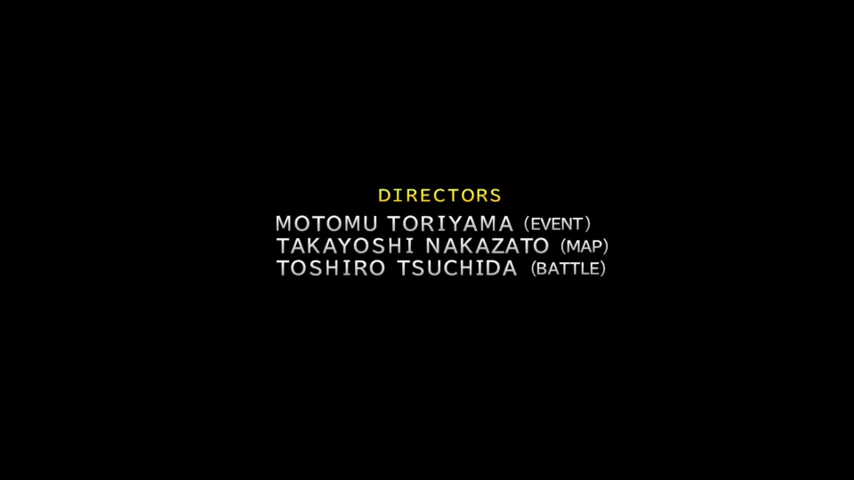 DIRECTORS
MOTOMU TORIYAMA (EVENT)
TAKAYOSHI NAKAZATO (MAP)
TOSHIRO TSUCHIDA (BATTLE)